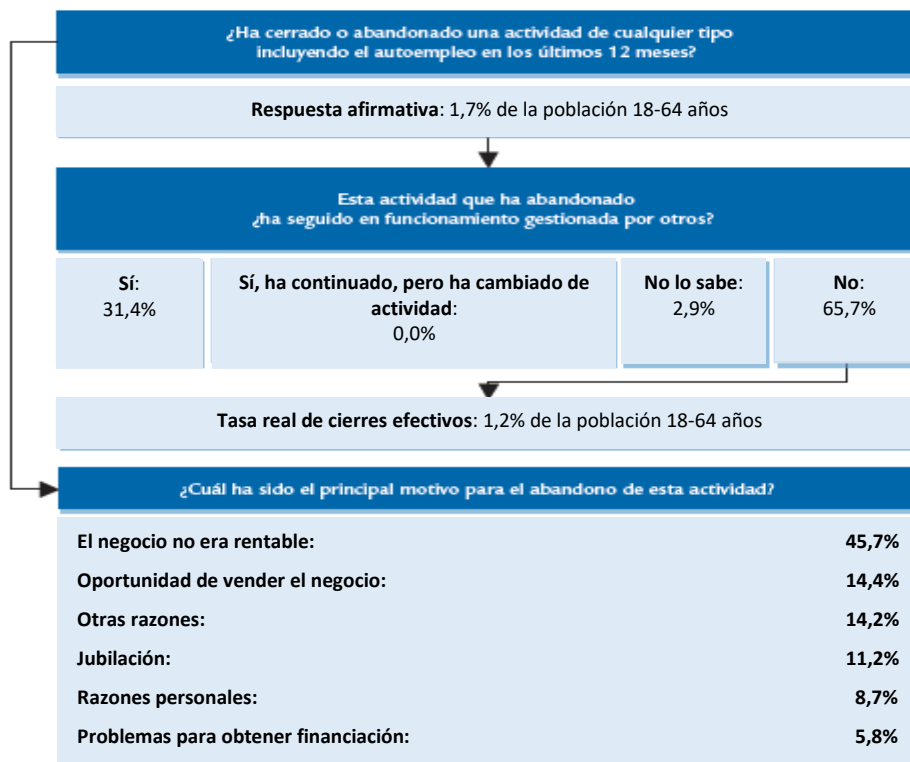 ¿Ha cerrado o abandonado una actividad de cualquier tipo
incluyendo el autoempleo en los últimos 12 meses?
Respuesta afirmativa: 1,7% de la población 18-64 años
Esta actividad que ha abandonado
¿ha seguido en funcionamiento gestionada por otros?
Sí:
31,4%
Sí, ha continuado, pero ha cambiado de
actividad:
0,0%
No lo sabe:
2,9%
No:
65,7%
Tasa real de cierres efectivos: 1,2% de la población 18-64 años
¿Cuál ha sido el principal motivo para el abandono de esta actividad?
El negocio no era rentable: 45,7%
Oportunidad de vender el negocio: 14,4%
Otras razones: 14,2%
Jubilación: 11,2%
Razones personales: 8,7%
Problemas para obtener financiación: 5,8%